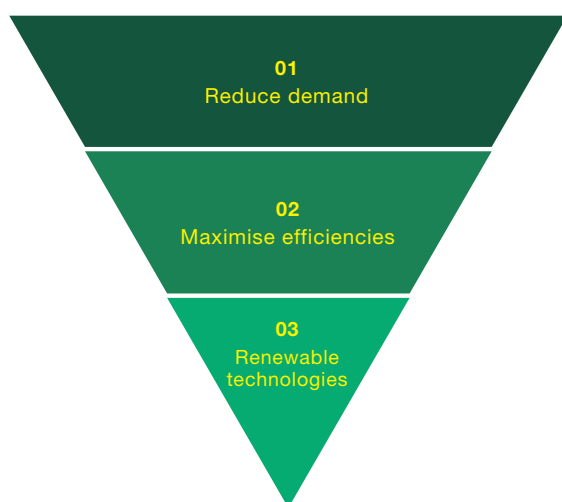 01
Reduce demand
02
Maximise efficiencies
03
Renewable
technologies